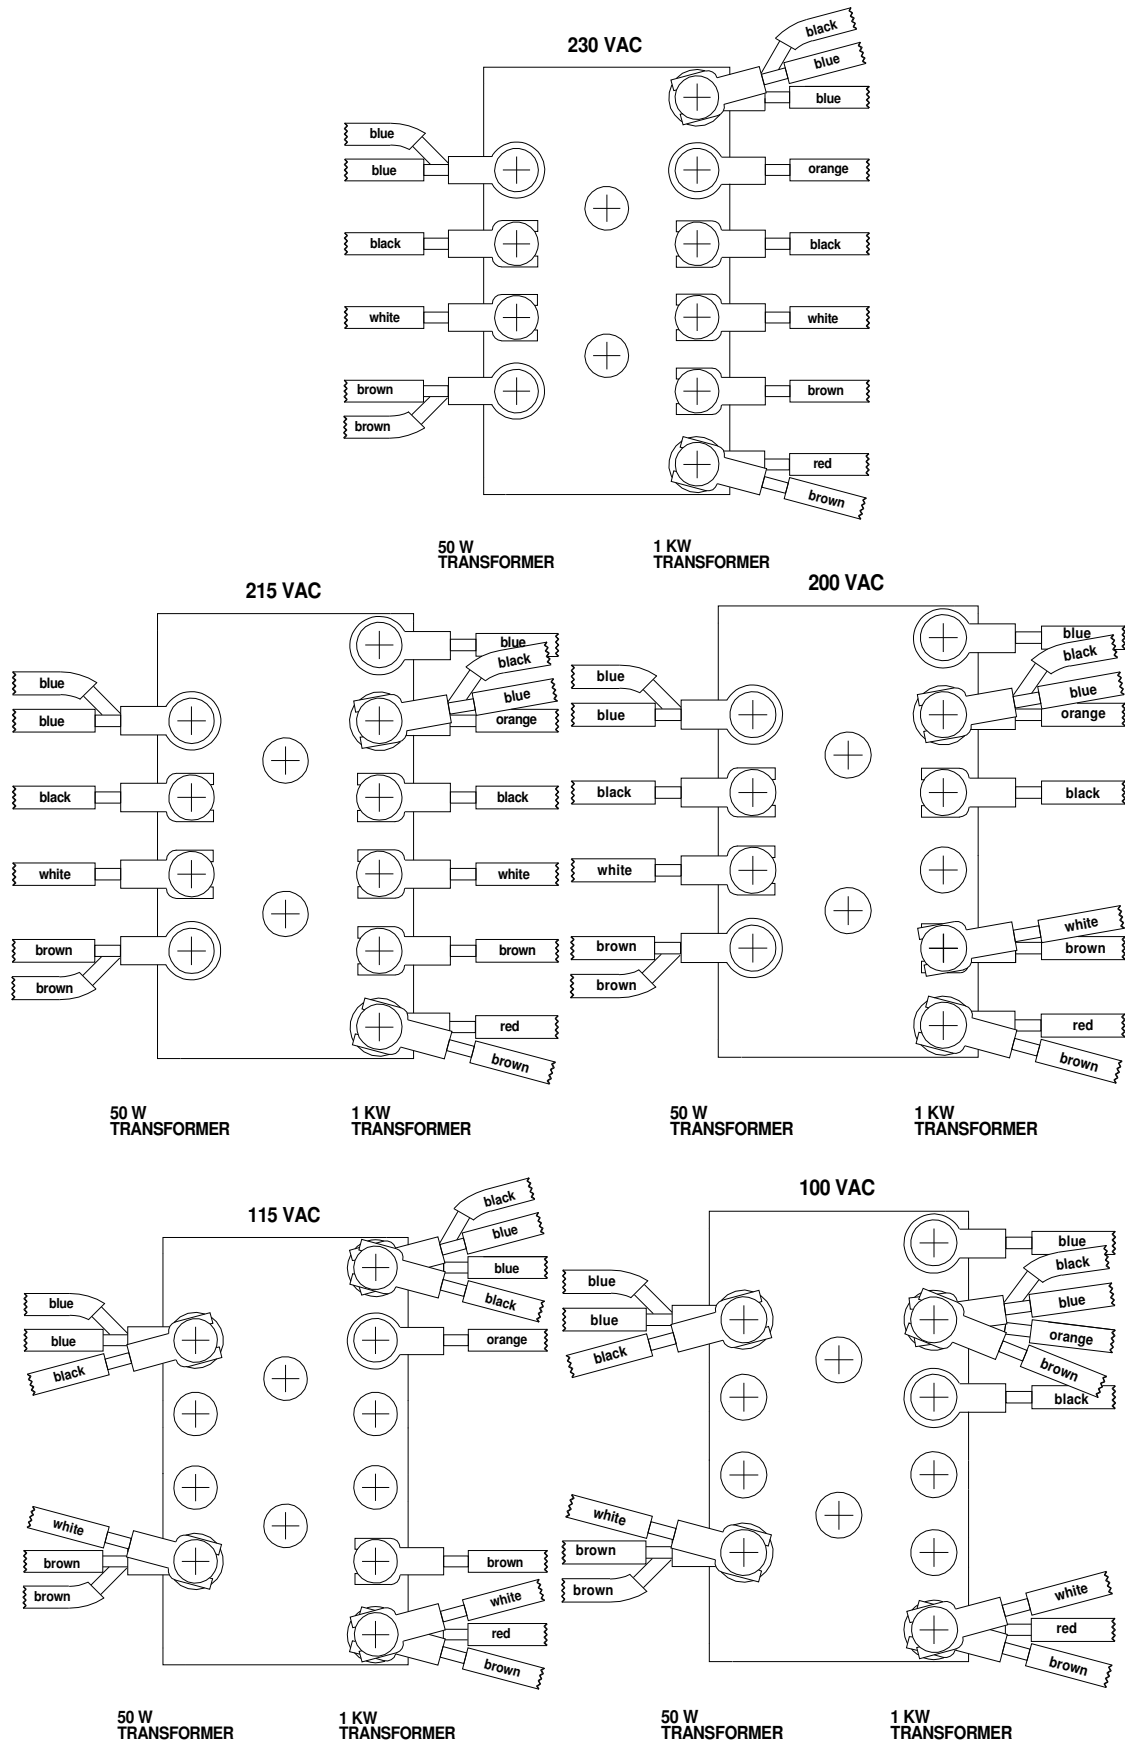 230 VAC
black
blue
blue
blue
blue
orange
black
black
white
white
brown
brown
brown
red
brown
50 W
TRANSFORMER
1 KW
TRANSFORMER
215 VAC
blue
black
blue
blue
blue
orange
black
black
white
white
brown
brown
brown
red
brown
50 W
TRANSFORMER
1 KW
TRANSFORMER
200 VAC
blue
black
blue
blue
blue
orange
black
black
white
white
brown
brown
brown
red
brown
50 W
TRANSFORMER
1 KW
TRANSFORMER
115 VAC
black
blue
blue
black
blue
blue
orange
black
white
brown
brown
brown
white
red
brown
50 W
TRANSFORMER
1 KW
TRANSFORMER
100 VAC
blue
black
blue
blue
blue
orange
black
brown
black
white
brown
brown
white
red
brown
50 W
TRANSFORMER
1 KW
TRANSFORMER